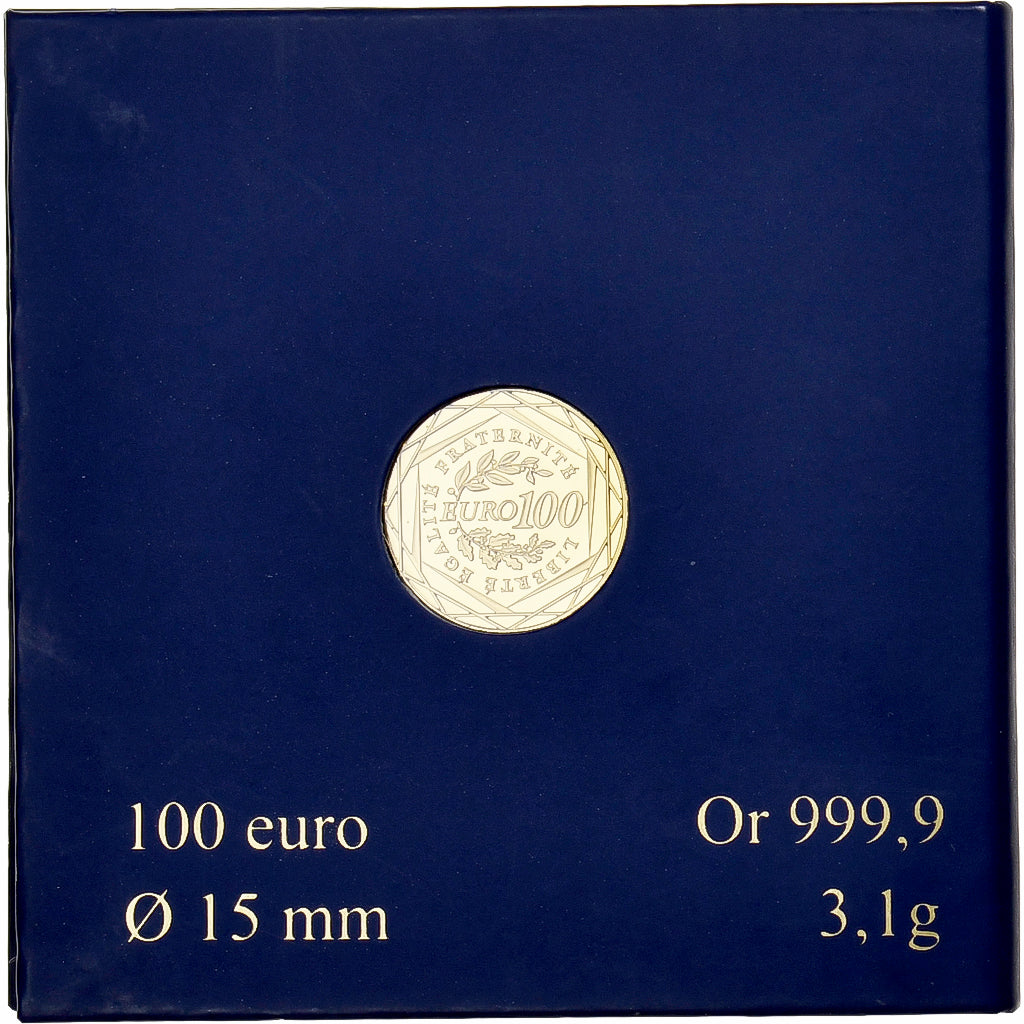 FRATERNITÉ
EURO 100
LIBERTÉ ÉGALITÉ
100 euro
Or 999,9
Ø 15 mm
3,1g